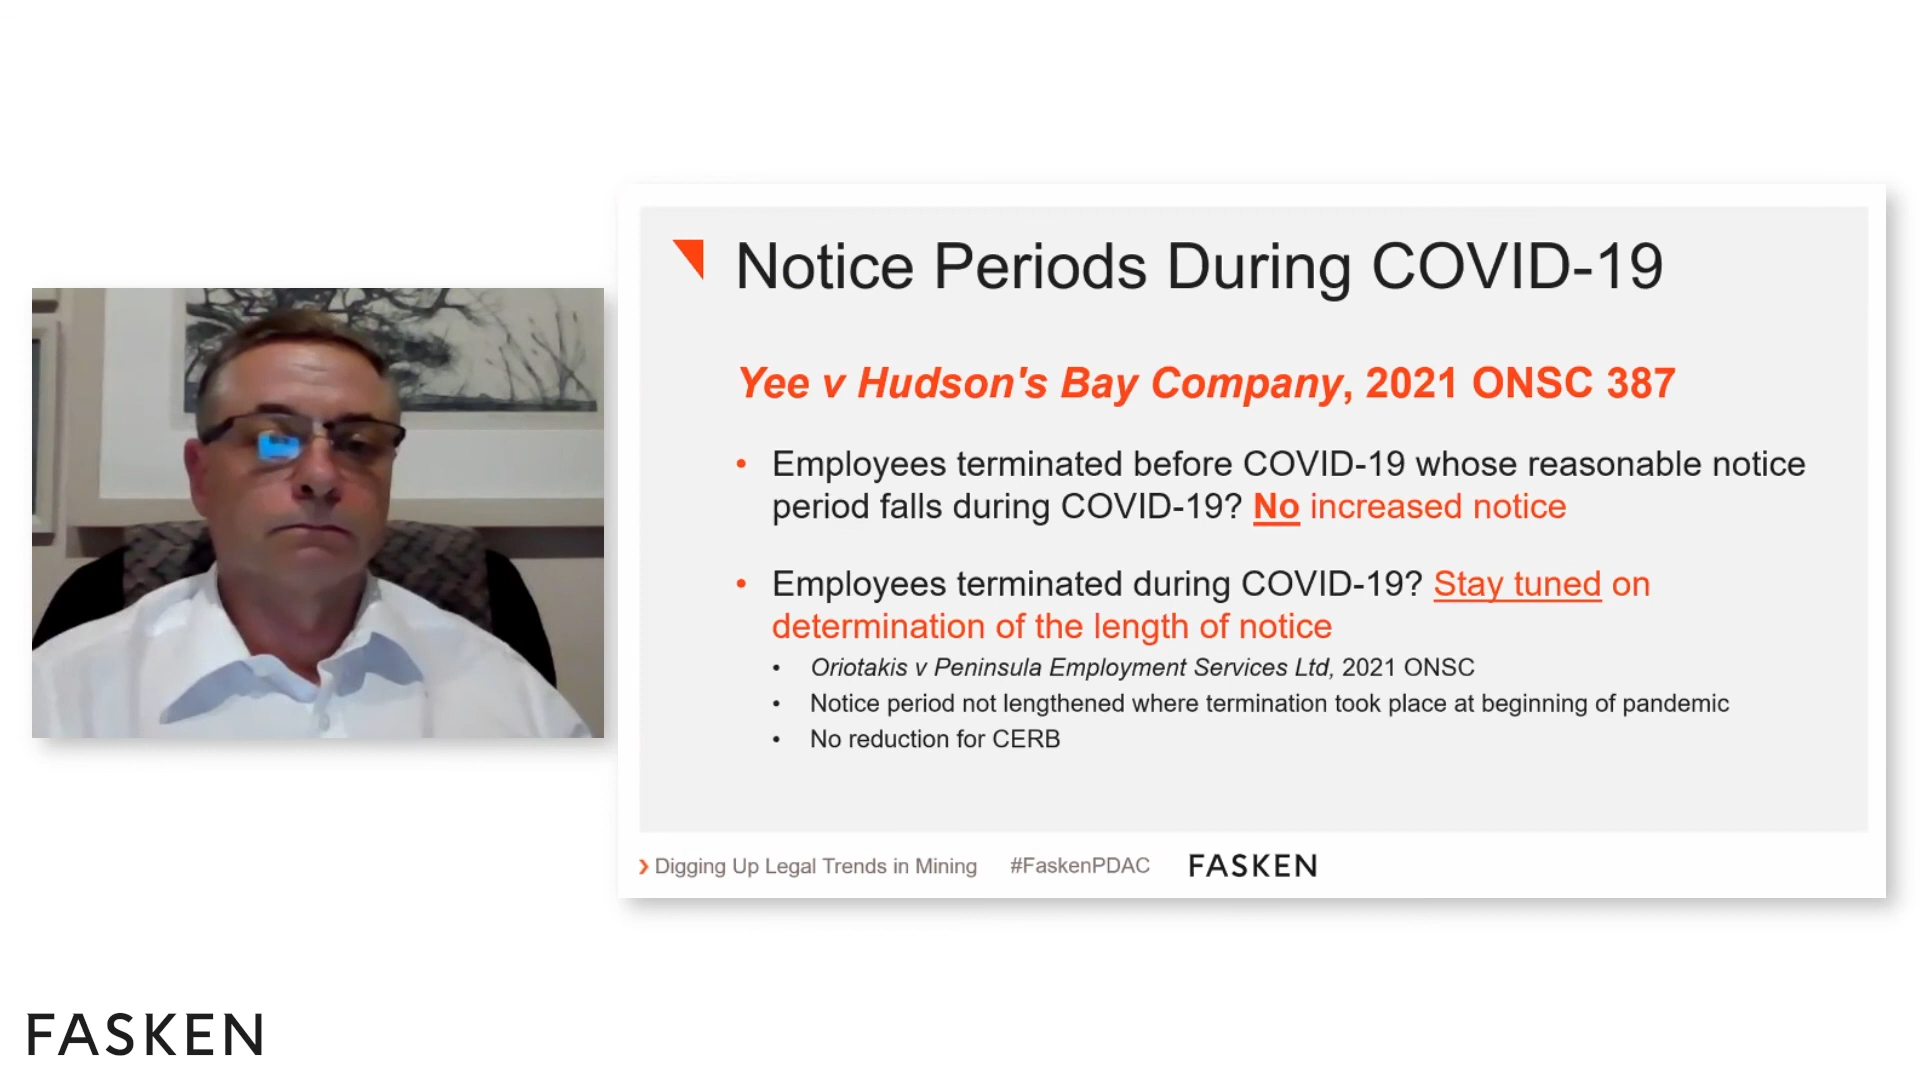 Notice Periods During COVID-19
Yee v Hudson's Bay Company, 2021 ONSC 387
• Employees terminated before COVID-19 whose reasonable notice
period falls during COVID-19? No increased notice
• Employees terminated during COVID-19? Stay tuned on
determination of the length of notice
• Oriotakis v Peninsula Employment Services Ltd, 2021 ONSC
• Notice period not lengthened where termination took place at beginning of pandemic
• No reduction for CERB
Digging Up Legal Trends in Mining #FaskenPDAC FASKEN
FASKEN